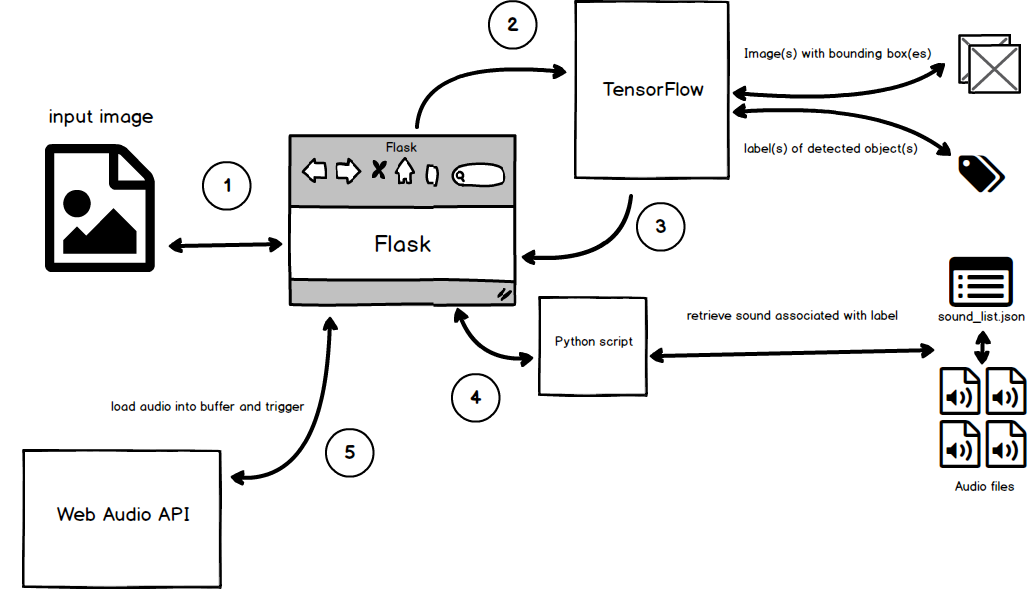 2
Image(s) with bounding box(es)
TensorFlow
input image
Flask
label(s) of detected object(s)
1
3
Flask
sound_list.json
retrieve sound associated with label
Python script
4
load audio into buffer and trigger
5
Audio files
Web Audio API